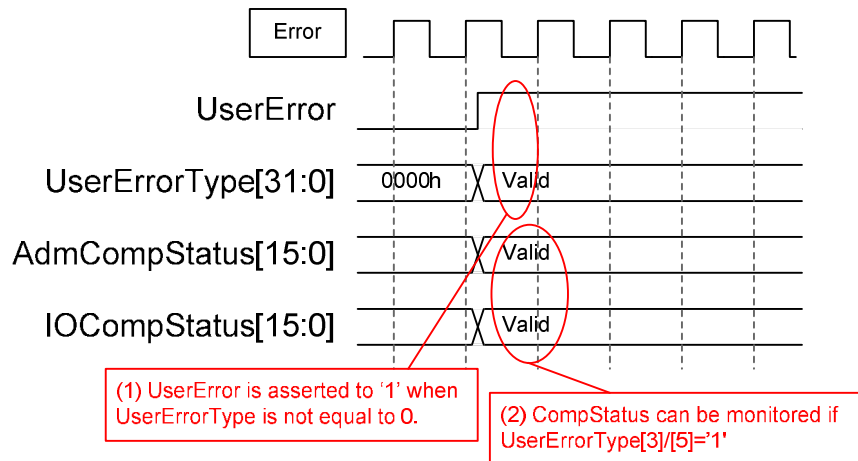 Error
UserError
UserErrorType[31:0]
0000h
Valid
AdmCompStatus[15:0]
Valid
IOCompStatus[15:0]
Valid
(1) UserError is asserted to ‘1’ when
UserErrorType is not equal to 0.
(2) CompStatus can be monitored if
UserErrorType[3]/[5]=’1'